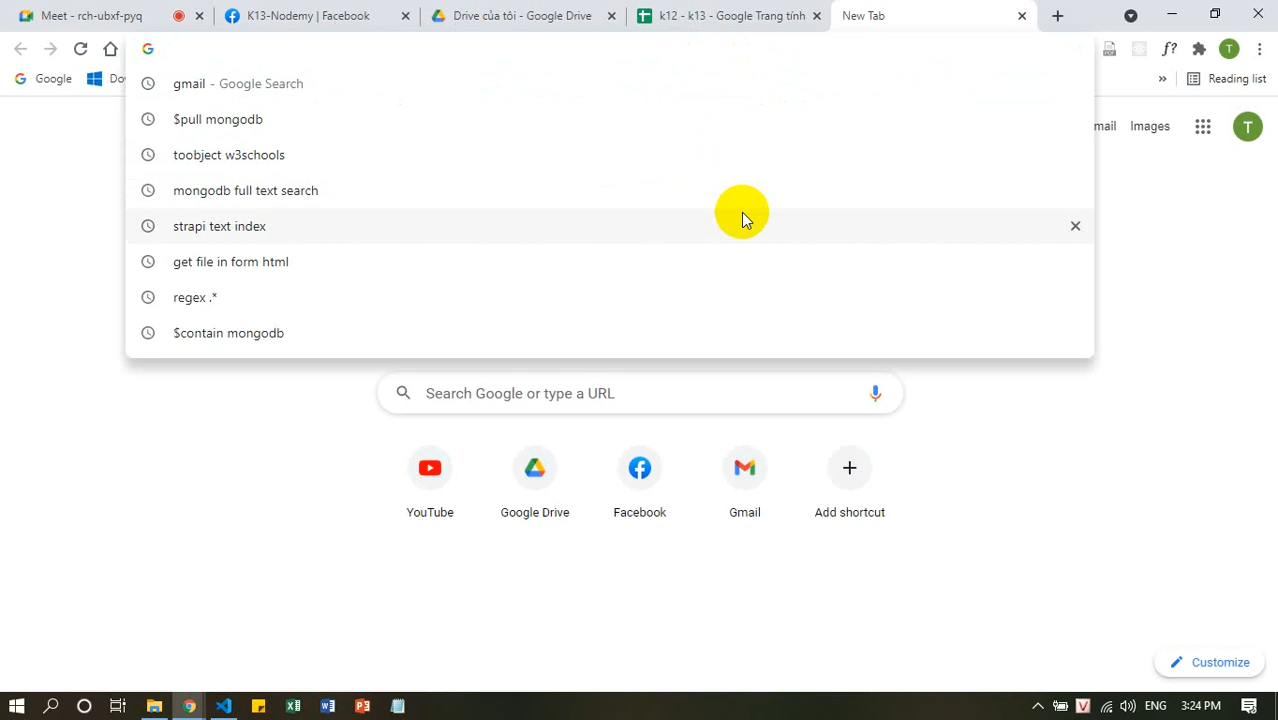 Meet - rch-ubxf-pyq
K13-Nodemy | Facebook
Drive của tôi - Google Drive
k12 - k13 - Google Trang tính
New Tab
f?
T
Google
Reading list
gmail - Google Search
mail
Images
T
$pull mongodb
toobject w3schools
mongodb full text search
strapi text index
get file in form html
regex .*
$contain mongodb
Search Google or type a URL
YouTube
Google Drive
Facebook
Gmail
Add shortcut
Customize
ENG
3:24 PM